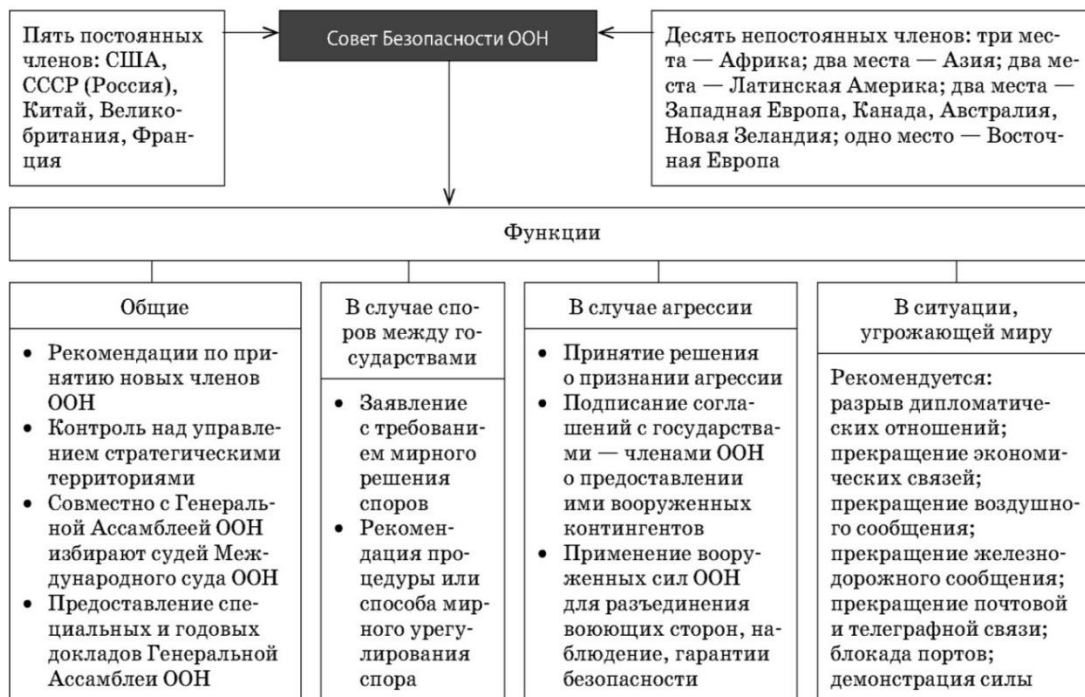 Пять постоянных
членов: США,
СССР (Россия),
Китай, Велико-
британия, Фран-
ция
Совет Безопасности ООН
Десять непостоянных членов: три мес-
та — Африка; два места — Азия; два ме-
ста — Латинская Америка; два места —
Западная Европа, Канада, Австралия,
Новая Зеландия; одно место — Восточ-
ная Европа
Функции
Общие
• Рекомендации по при-
нятию новых членов
ООН
• Контроль над управле-
нием стратегическими
территориями
• Совместно с Генераль-
ной Ассамблеей ООН
избирают судей Меж-
дународного суда ООН
• Предоставление спе-
циальных и годовых
докладов Генеральной
Ассамблеи ООН
В случае спо-
ров между го-
сударствами
• Заявление
с требовани-
ем мирного
решения
споров
• Рекомен-
дация про-
цедуры или
способа мир-
ного урегу-
лирования
спора
В случае агрессии
• Принятие решения
о признании агрессии
• Подписание согла-
шений с государства-
ми — членами ООН
о предоставлении
ими вооруженных
контингентов
• Применение воору-
женных сил ООН
для разъединения
воюющих сторон, на-
блюдение, гарантии
безопасности
В ситуации,
угрожающей миру
Рекомендуется:
разрыв дипломатиче-
ских отношений;
прекращение экономи-
ческих связей;
прекращение воздушно-
го сообщения;
прекращение железно-
дорожного сообщения;
прекращение почтовой
и телеграфной связи;
блокада портов;
демонстрация силы